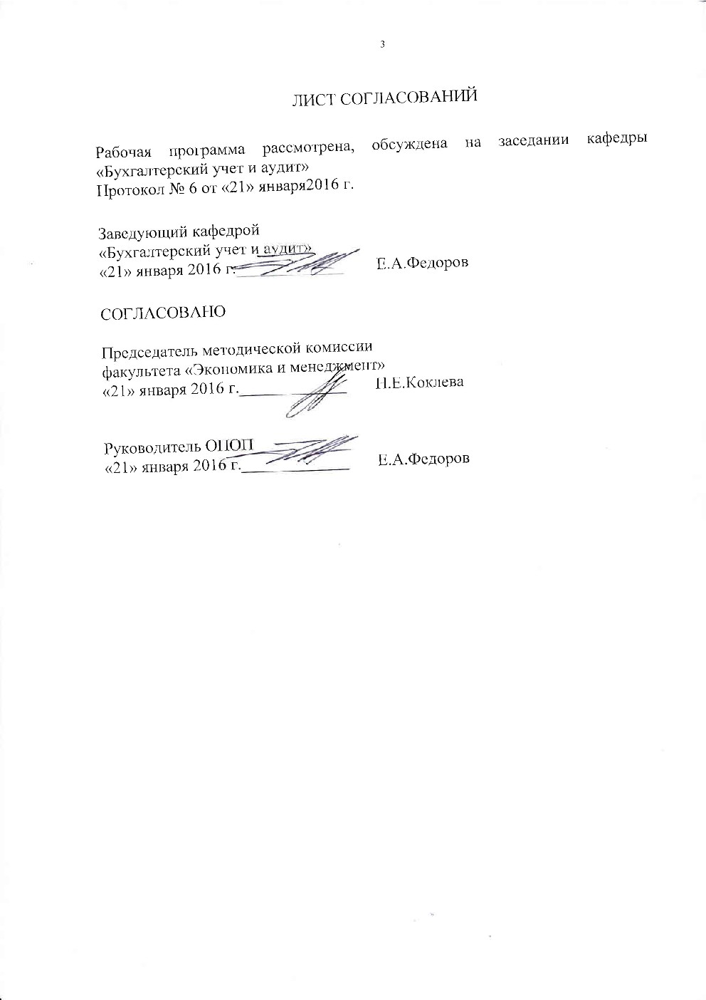 3
ЛИСТ СОГЛАСОВАНИЙ
Рабочая программа рассмотрена, обсуждена на заседании кафедры
«Бухгалтерский учет и аудит»
Протокол № 6 от «21» января2016 г.
Заведующий кафедрой
«Бухгалтерский учет и аудит»
«21» января 2016 г.
Е.А.Федоров
СОГЛАСОВАНО
Председатель методической комиссии
факультета «Экономика и менеджмент»
«21» января 2016 г.
Н.Е.Коклева
Руководитель ОПОП
«21» января 2016 г.
Е.А.Федоров